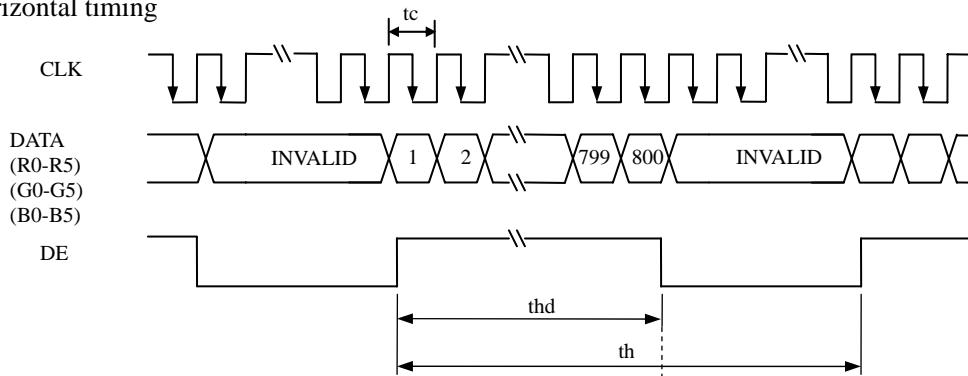 rizontal timing
tc
CLK
DATA
(R0-R5)
(G0-G5)
(B0-B5)
INVALID 1 2 799 800 INVALID
DE
thd
th